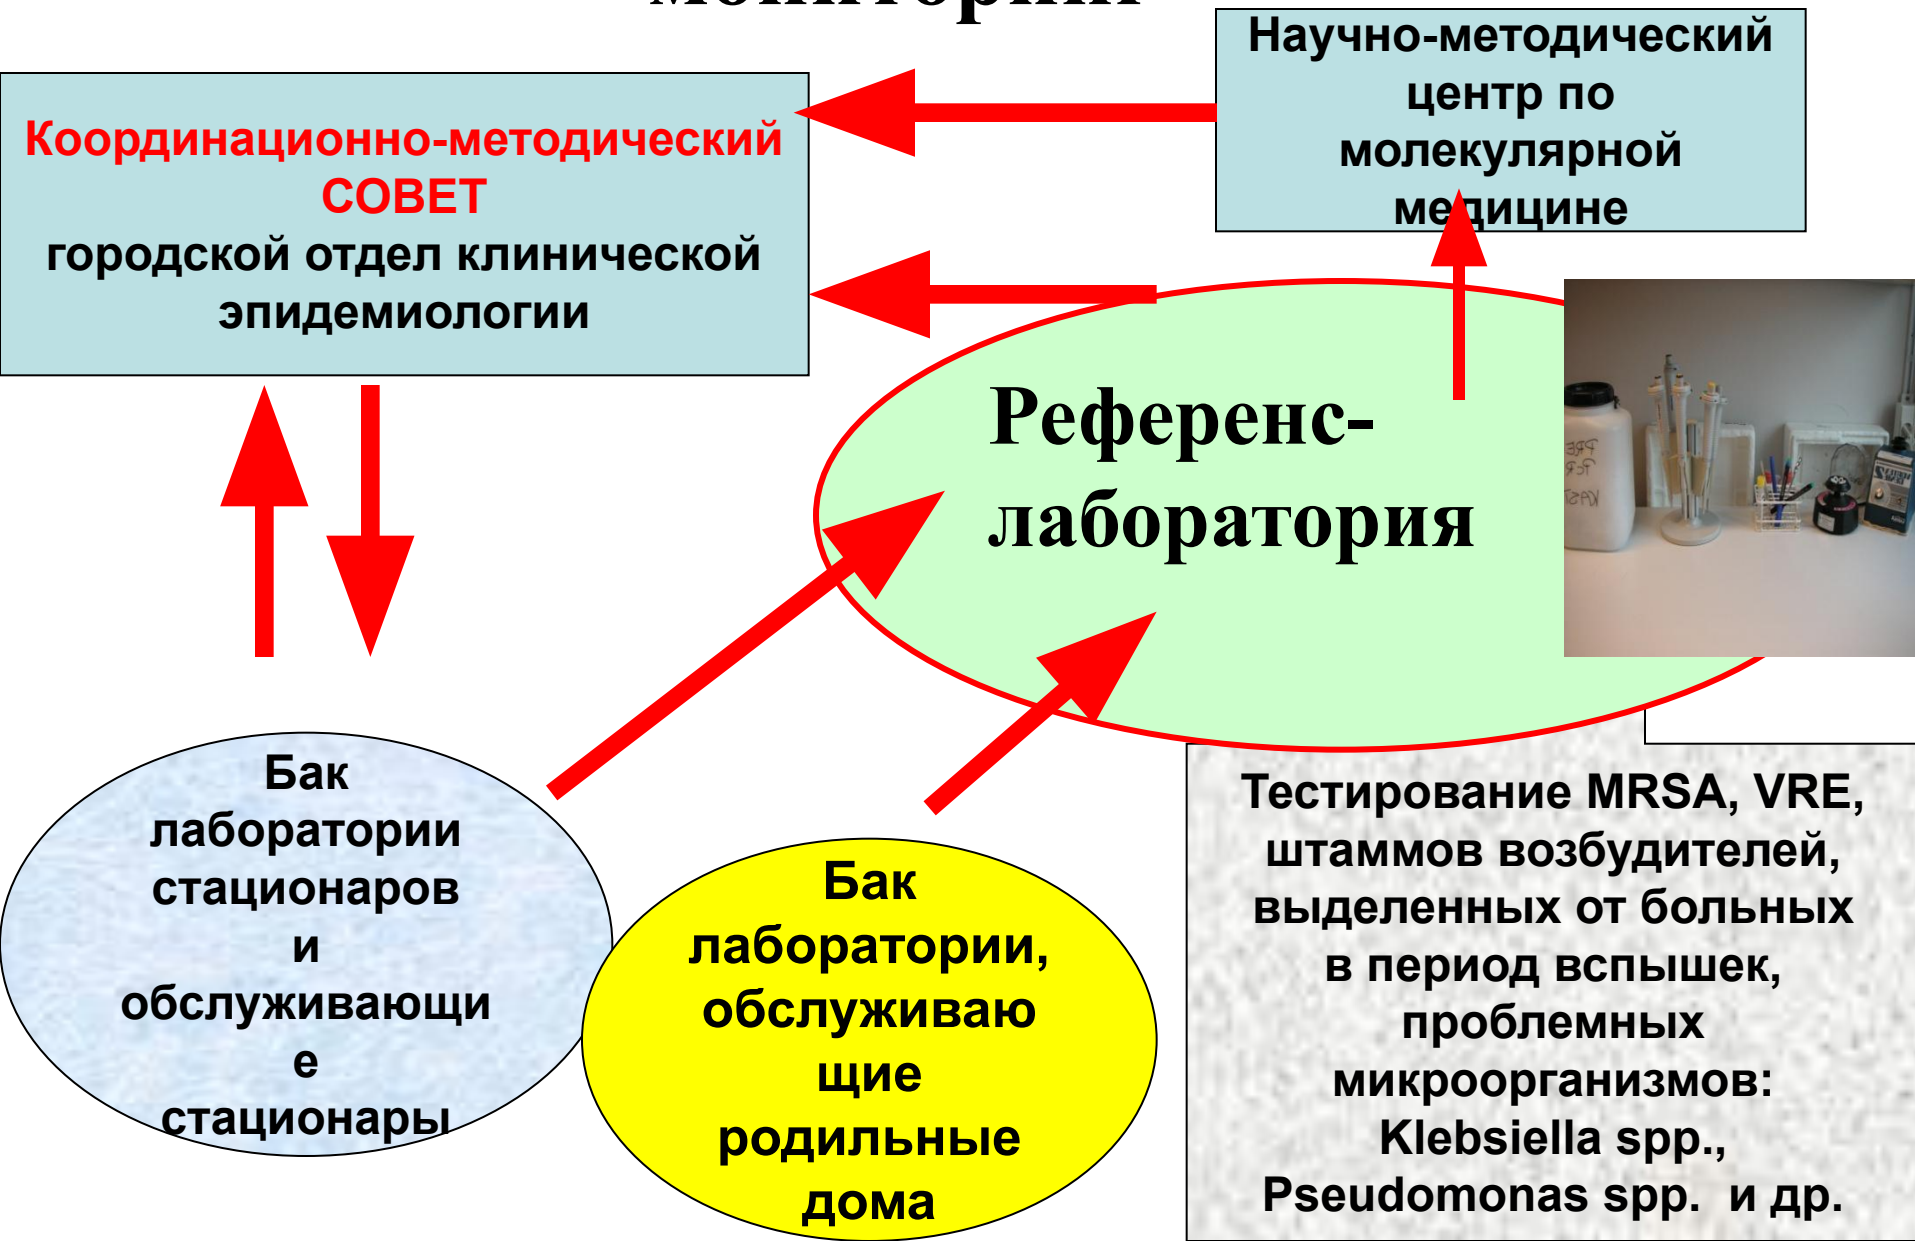 Научно-методический
центр по
молекулярной
медицине
Координационно-методический
СОВЕТ
городской отдел клинической
эпидемиологии
Референс-
лаборатория
Бак
лаборатории
стационаров
и
обслуживающи
е
стационары
Бак
лаборатории,
обслуживаю
щие
родильные
дома
Тестирование MRSA, VRE,
штаммов возбудителей,
выделенных от больных
в период вспышек,
проблемных
микроорганизмов:
Klebsiella spp.,
Pseudomonas spp. и др.